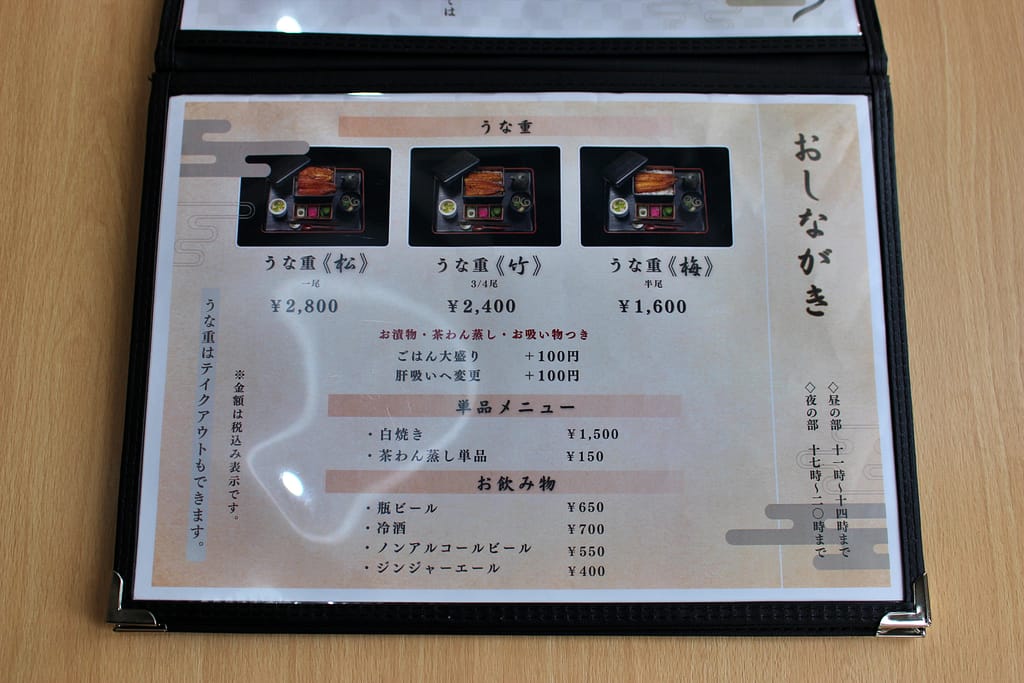 では
おしながき
◇昼の部 十一時～十四時まで
◇夜の部 十七時～二〇時まで
うな重
うな重《松》
一尾
¥2,800
うな重《竹》
3/4尾
¥2,400
うな重《梅》
半尾
¥1,600
お漬物・茶わん蒸し・お吸い物つき
ごはん大盛り +100円
肝吸いへ変更 +100円
単品メニュー
・白焼き ¥1,500
・茶わん蒸し単品 ¥150
お飲み物
・瓶ビール ¥650
・冷酒 ¥700
・ノンアルコールビール ¥550
・ジンジャーエール ¥400
※金額は税込み表示です。
うな重はテイクアウトもできます。